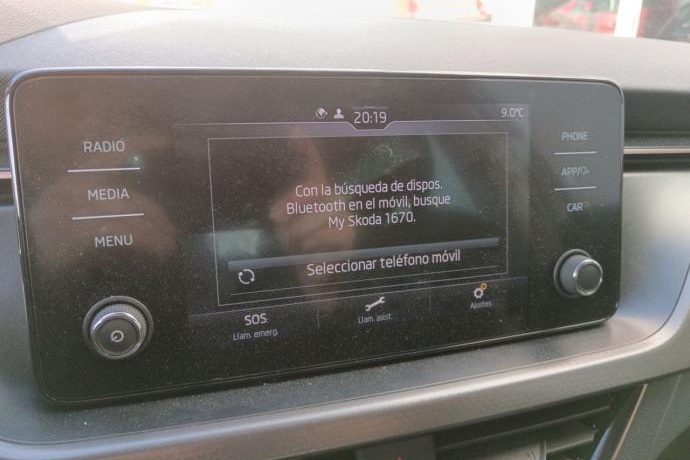 20:19
9.0°C
RADIO
MEDIA
MENU
Con la búsqueda de dispos.
Bluetooth en el móvil, busque
My Skoda 1670.
Seleccionar teléfono móvil
SOS
Llam. emerg.
Llam. asist.
Ajustes
PHONE
APP/
CAR